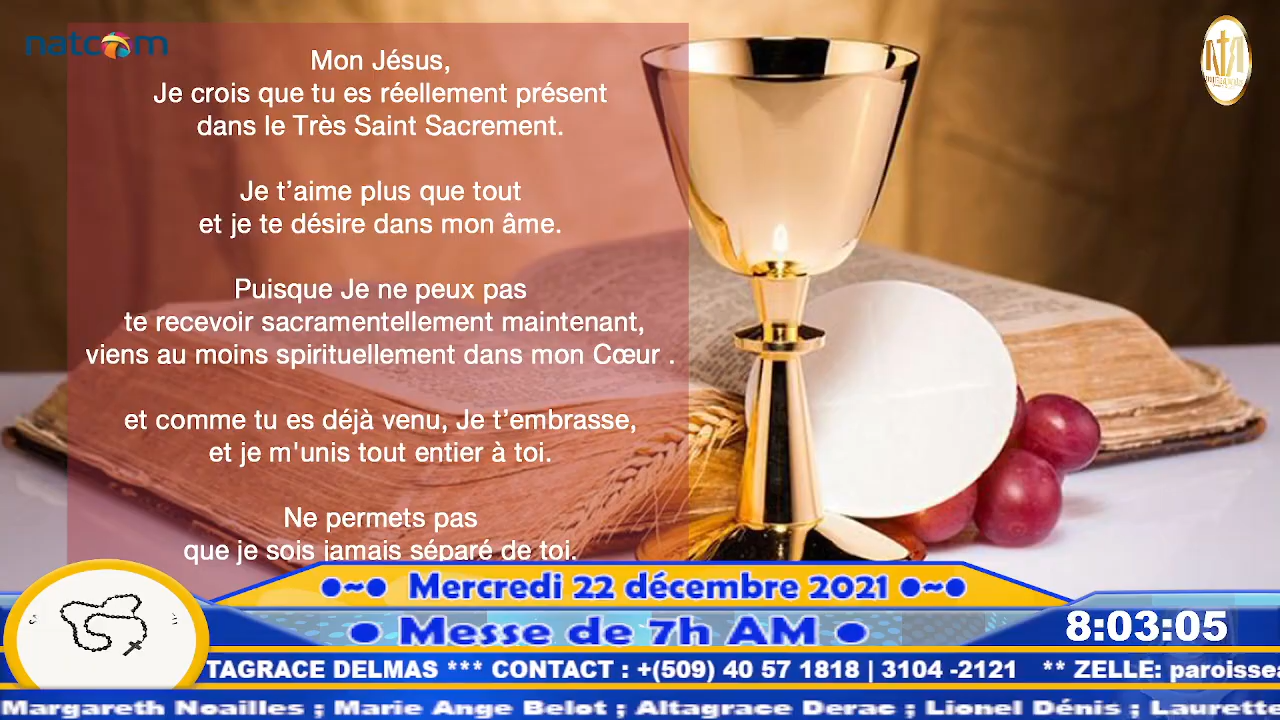 natcom
Mon Jésus,
Je crois que tu es réellement présent
dans le Très Saint Sacrement.
Je t’aime plus que tout
et je te désire dans mon âme.
Puisque Je ne peux pas
te recevoir sacramentellement maintenant,
viens au moins spirituellement dans mon Cœur .
et comme tu es déjà venu, Je t’embrasse,
et je m'unis tout entier à toi.
Ne permets pas
que je sois jamais séparé de toi.
●~● Mercredi 22 décembre 2021 ●~●
● Messe de 7h AM ●
8:03:05
TAGRACE DELMAS *** CONTACT : +(509) 40 57 1818 | 3104 -2121 ** ZELLE: paroissea
Margareth Noailles ; Marie Ange Belot ; Altagrace Derac ; Lionel Dénis ; Laurette